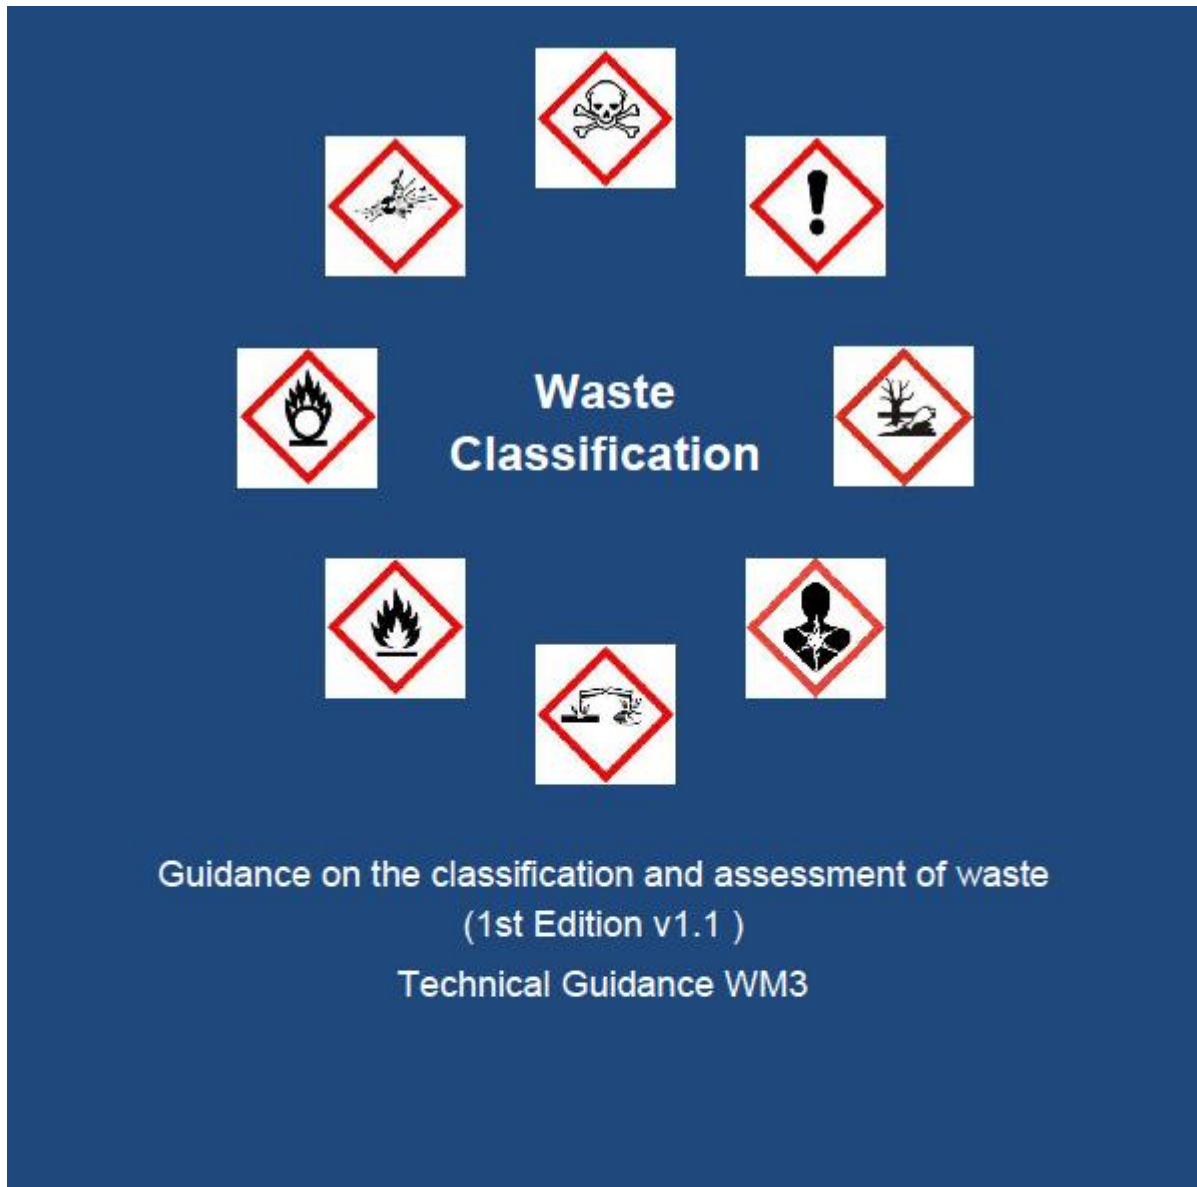 Waste
Classification
Guidance on the classification and assessment of waste
(1st Edition v1.1 )
Technical Guidance WM3